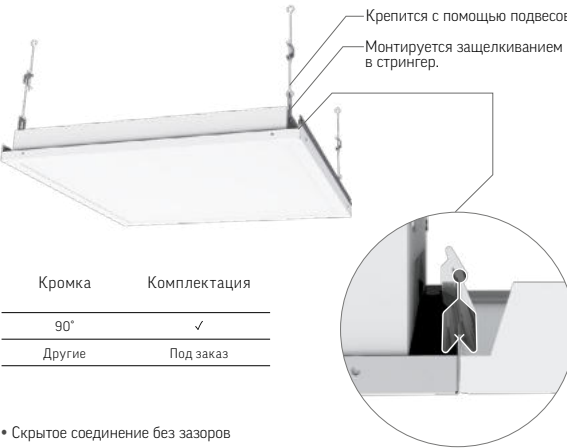 Крепится с помощью подвесов
Монтируется защелкиванием
в стрингер.
Кромка Комплектация
90° ✓
Другие Под заказ
• Скрытое соединение без зазоров